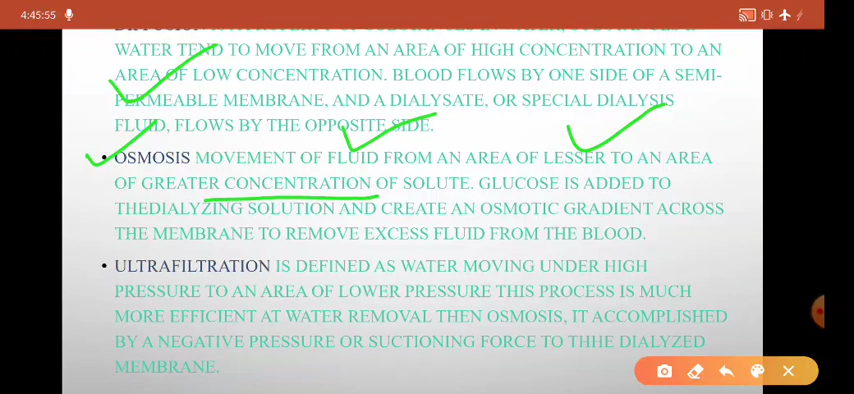 4:45:55
WATER TEND TO MOVE FROM AN AREA OF HIGH CONCENTRATION TO AN
AREA OF LOW CONCENTRATION. BLOOD FLOWS BY ONE SIDE OF A SEMI-
PERMEABLE MEMBRANE, AND A DIALYSATE, OR SPECIAL DIALYSIS
FLUID, FLOWS BY THE OPPOSITE SIDE.
• OSMOSIS MOVEMENT OF FLUID FROM AN AREA OF LESSER TO AN AREA
OF GREATER CONCENTRATION OF SOLUTE. GLUCOSE IS ADDED TO
THEDIALYZING SOLUTION AND CREATE AN OSMOTIC GRADIENT ACROSS
THE MEMBRANE TO REMOVE EXCESS FLUID FROM THE BLOOD.
• ULTRAFILTRATION IS DEFINED AS WATER MOVING UNDER HIGH
PRESSURE TO AN AREA OF LOWER PRESSURE THIS PROCESS IS MUCH
MORE EFFICIENT AT WATER REMOVAL THEN OSMOSIS, IT ACCOMPLISHED
BY A NEGATIVE PRESSURE OR SUCTIONING FORCE TO THHE DIALYZED
MEMBRANE.